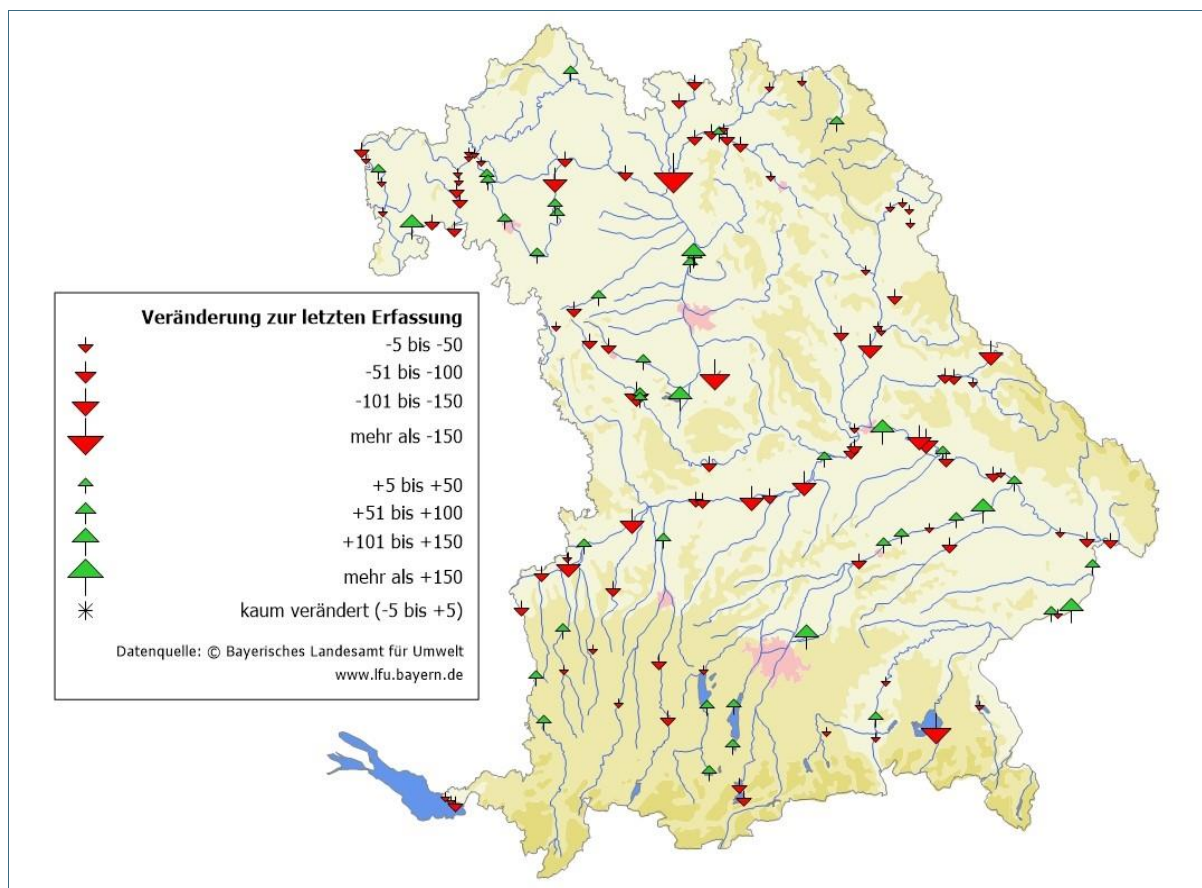 Veränderung zur letzten Erfassung
-5 bis -50
-51 bis -100
-101 bis -150
mehr als -150
+5 bis +50
+51 bis +100
+101 bis +150
mehr als +150
kaum verändert (-5 bis +5)
Datenquelle: © Bayerisches Landesamt für Umwelt
www.lfu.bayern.de